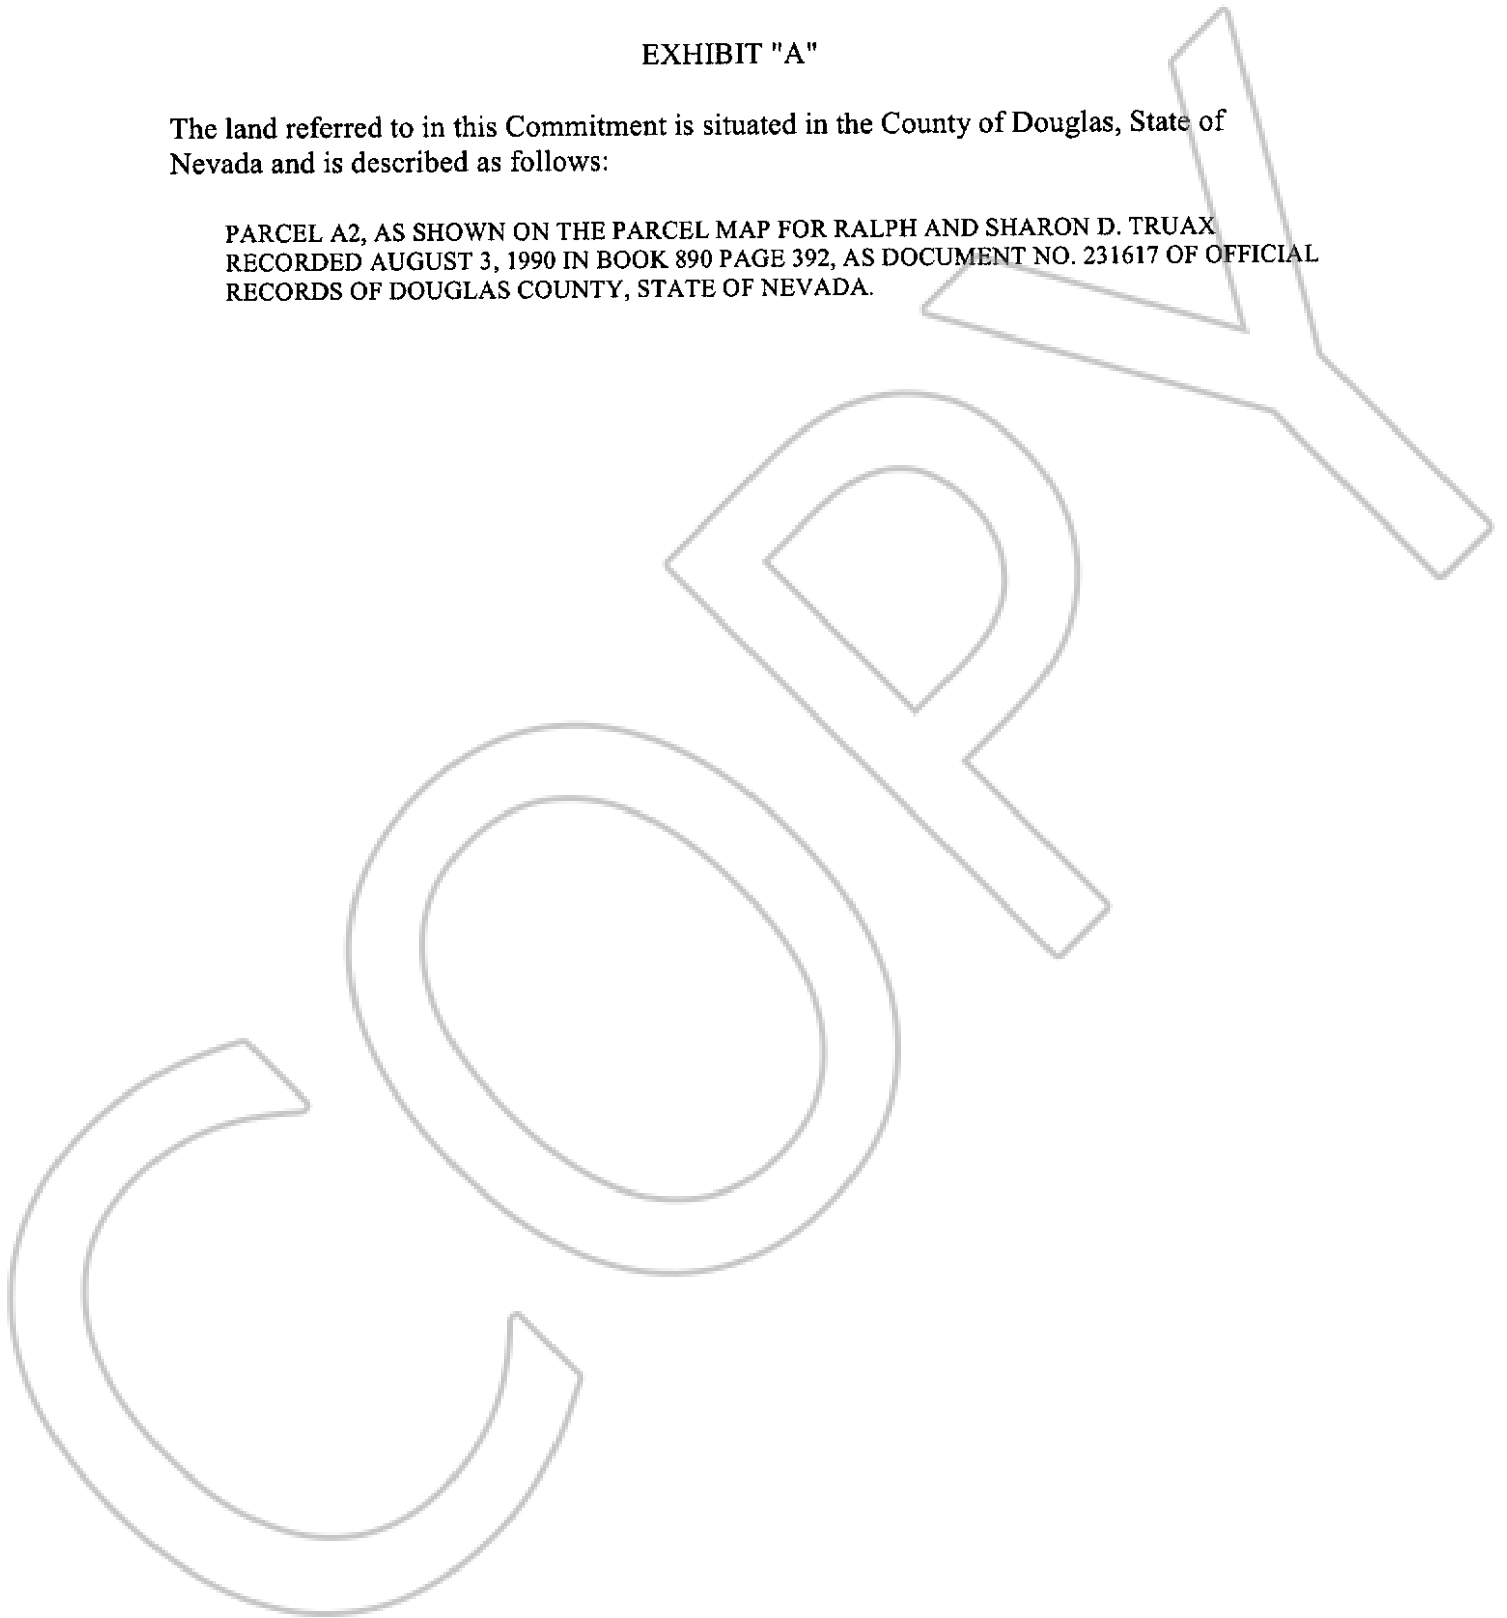 EXHIBIT "A"
The land referred to in this Commitment is situated in the County of Douglas, State of
Nevada and is described as follows:
PARCEL A2, AS SHOWN ON THE PARCEL MAP FOR RALPH AND SHARON D. TRUAX
RECORDED AUGUST 3, 1990 IN BOOK 890 PAGE 392, AS DOCUMENT NO. 231617 OF OFFICIAL
RECORDS OF DOUGLAS COUNTY, STATE OF NEVADA.
COPY